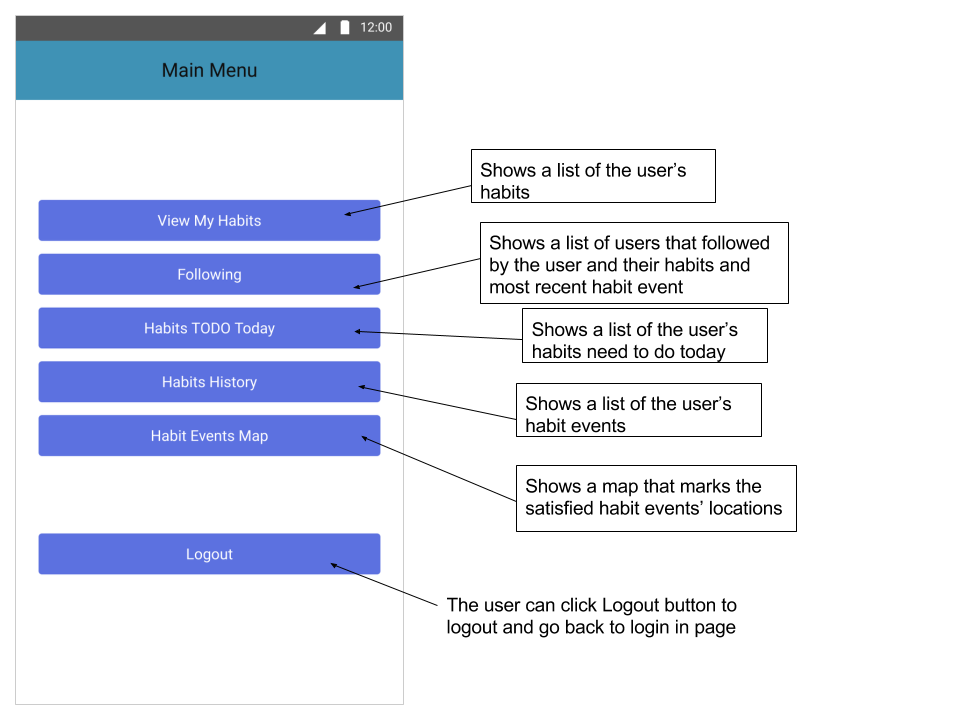 12:00
Main Menu
Shows a list of the user’s
habits
View My Habits
Shows a list of users that followed
by the user and their habits and
most recent habit event
Following
Shows a list of the user’s
habits need to do today
Habits TODO Today
Shows a list of the user’s
habit events
Habits History
Habit Events Map
Shows a map that marks the
satisfied habit events’ locations
Logout
The user can click Logout button to
logout and go back to login in page